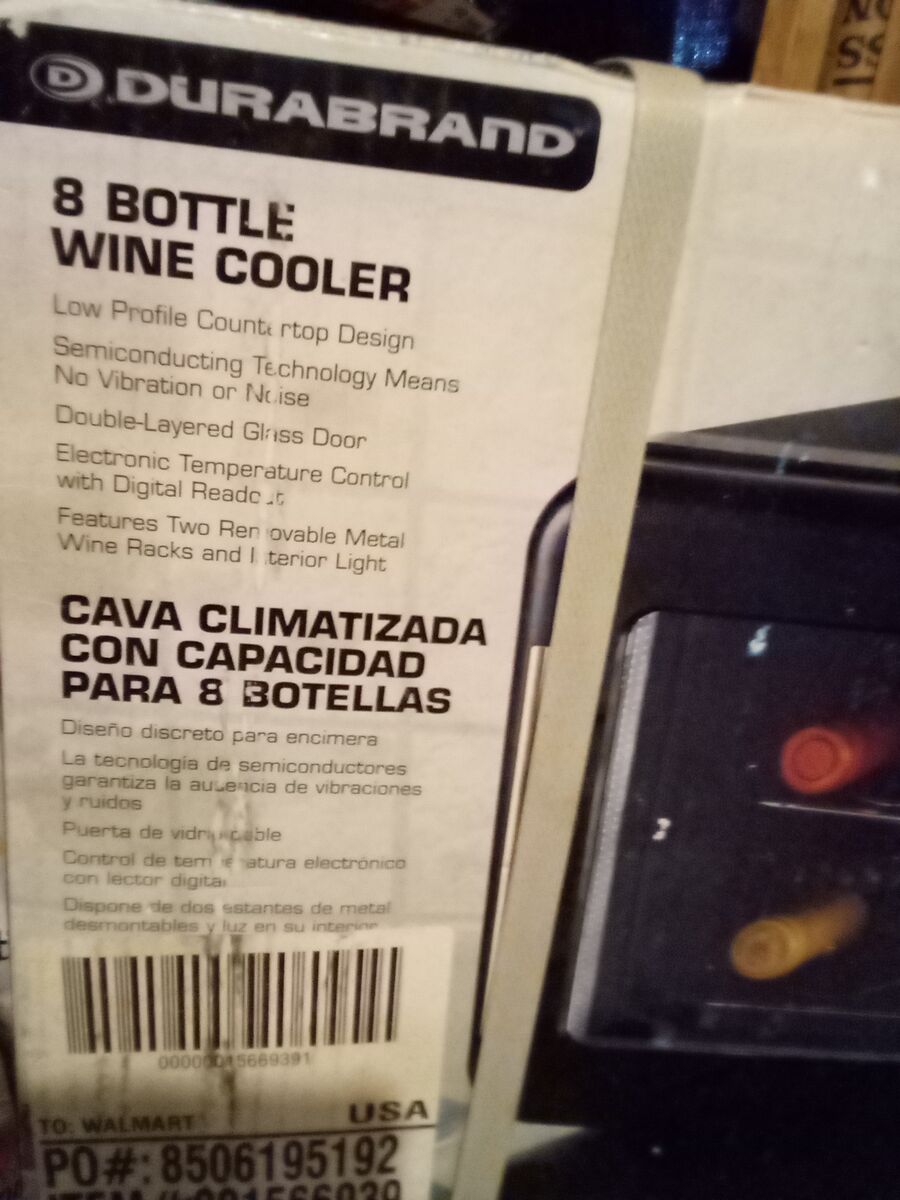 DURABRAND
8 BOTTLE
WINE COOLER
Low Profile Countertop Design
Semiconducting Technology Means
No Vibration or Noise
Double-Layered Glass Door
Electronic Temperature Control
with Digital Readout
Features Two Removable Metal
Wine Racks and Interior Light
CAVA CLIMATIZADA
CON CAPACIDAD
PARA 8 BOTELLAS
Diseño discreto para encimera
La tecnología de semiconductores
garantiza la ausencia de vibraciones
y ruidos
Puerta de vidrio doble
Control de temperatura electrónico
con lector digital
Dispone de dos estantes de metal
desmontables y luz en su interior
00000015669391
TO: WALMART USA
PO#: 8506195192